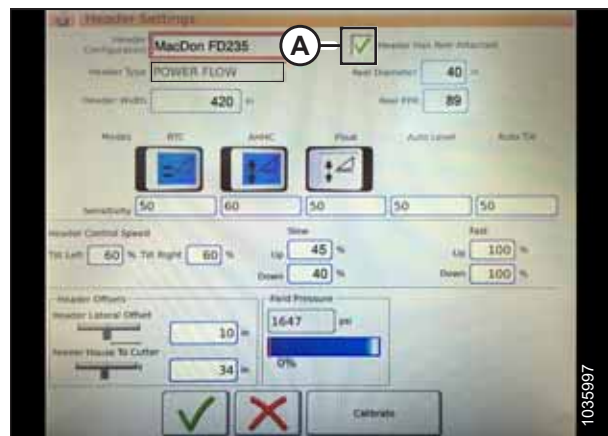 Header Settings
Header Configuration MacDon FD235 A Header Has Reel Attached
Header Type POWER FLOW Reel Diameter 40 in
Header Width 420 in Reel PPR 89
Modes RTC AHHC Float Auto Level Auto Tilt
Sensitivity 50 60 50 50 50
Header Control Speed Slow Fast
Tilt Left 60 % Tilt Right 60 % Up 45 % Up 100 %
Down 40 % Down 100 %
Header Offsets Field Pressure
Header Lateral Offset 1647 psi
10 in
Feeder House To Cutter 0%
34 in
Calibrate
1035997